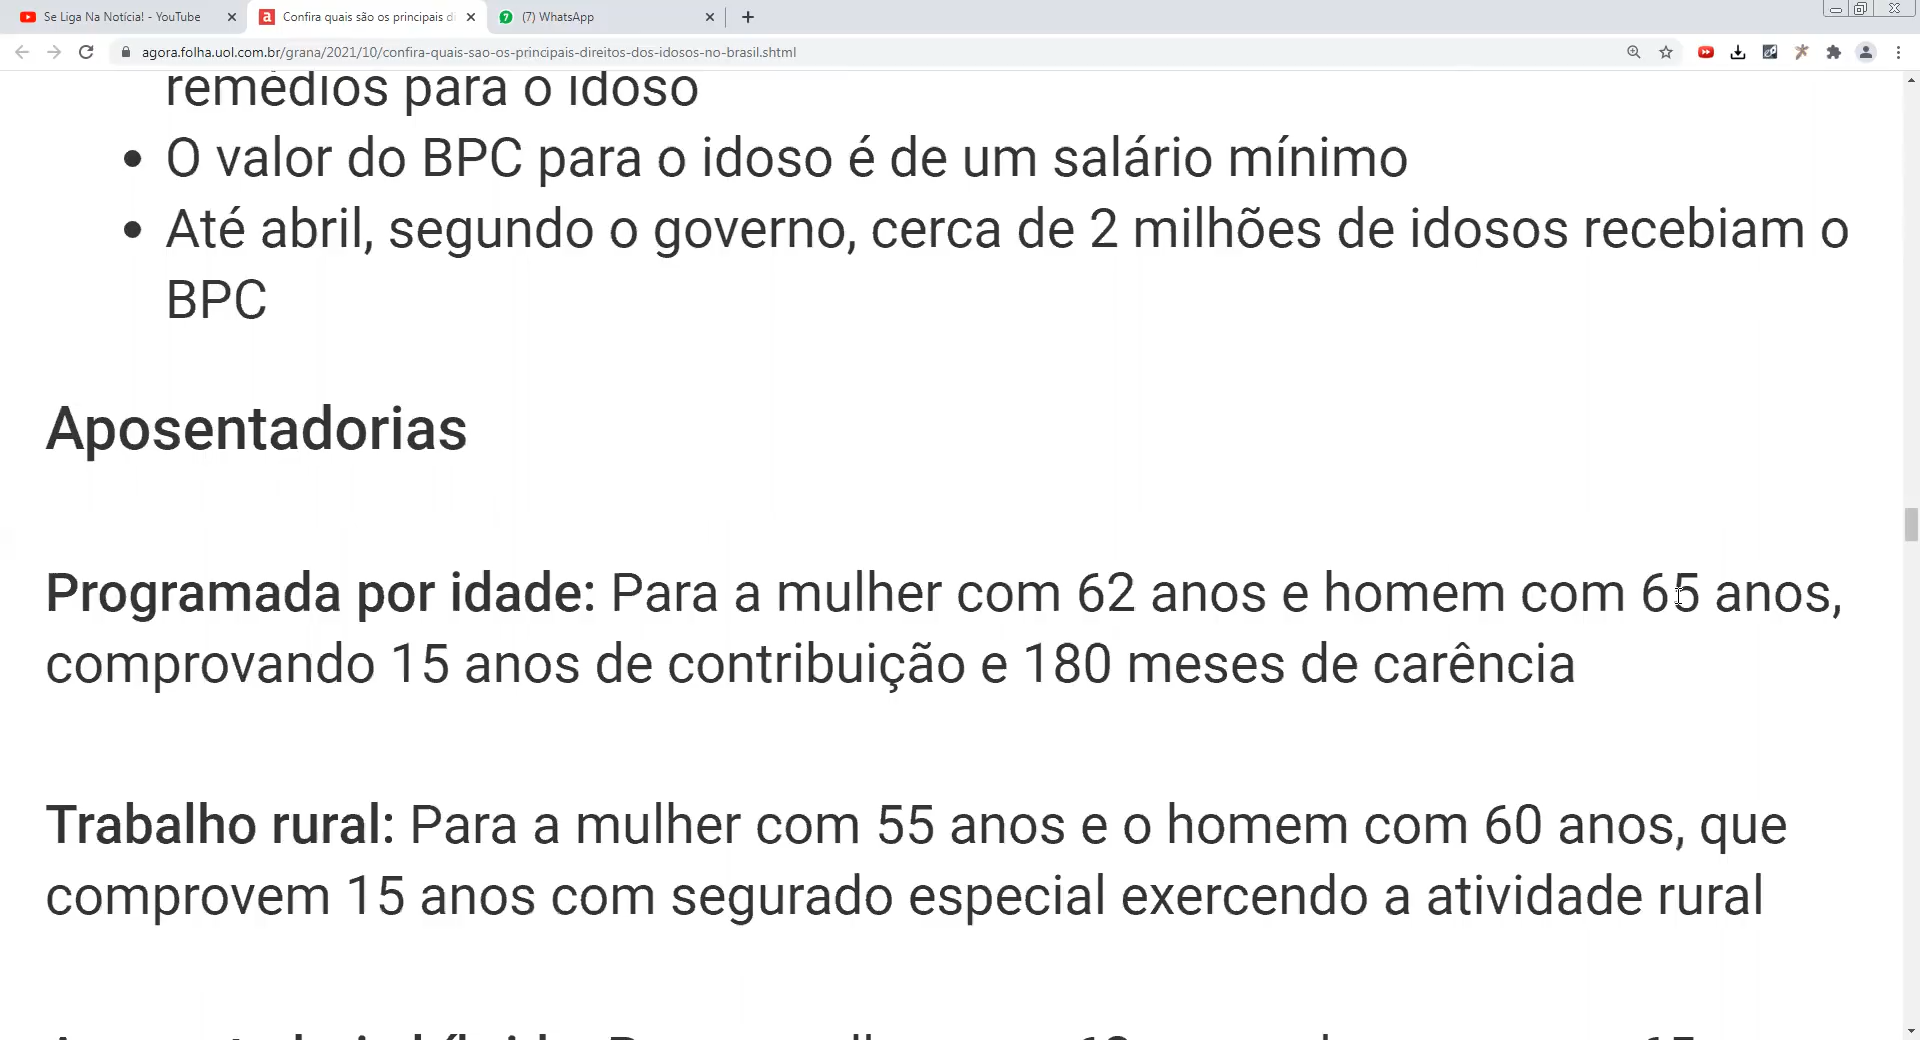 Se Liga Na Notícia! - YouTube
Confira quais são os principais d
(7) WhatsApp
agora.folha.uol.com.br/grana/2021/10/confira-quais-sao-os-principais-direitos-dos-idosos-no-brasil.shtml
remédios para o idoso
• O valor do BPC para o idoso é de um salário mínimo
• Até abril, segundo o governo, cerca de 2 milhões de idosos recebiam o
BPC
Aposentadorias
Programada por idade: Para a mulher com 62 anos e homem com 65 anos,
comprovando 15 anos de contribuição e 180 meses de carência
Trabalho rural: Para a mulher com 55 anos e o homem com 60 anos, que
comprovem 15 anos com segurado especial exercendo a atividade rural